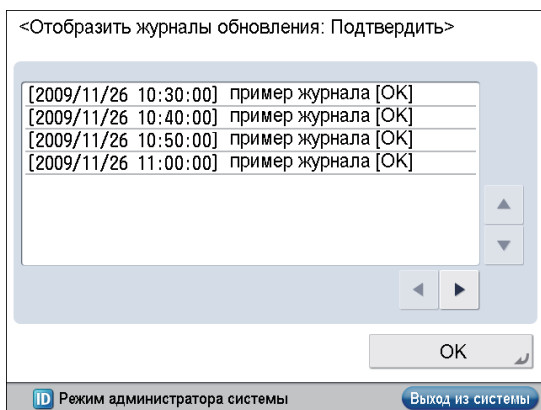 <Отобразить журналы обновления: Подтвердить>
[2009/11/26 10:30:00] пример журнала [OK]
[2009/11/26 10:40:00] пример журнала [OK]
[2009/11/26 10:50:00] пример журнала [OK]
[2009/11/26 11:00:00] пример журнала [OK]
OK
ID Режим администратора системы Выход из системы